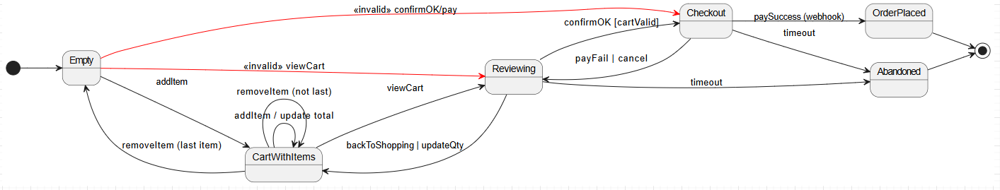 «invalid» confirmOK/pay
Checkout
OrderPlaced
paySuccess (webhook)
confirmOK [cartValid]
timeout
Empty
«invalid» viewCart
Reviewing
payFail | cancel
Abandoned
addItem
removeItem (not last)
viewCart
timeout
addItem / update total
removeItem (last item)
backToShopping | updateQty
CartWithItems